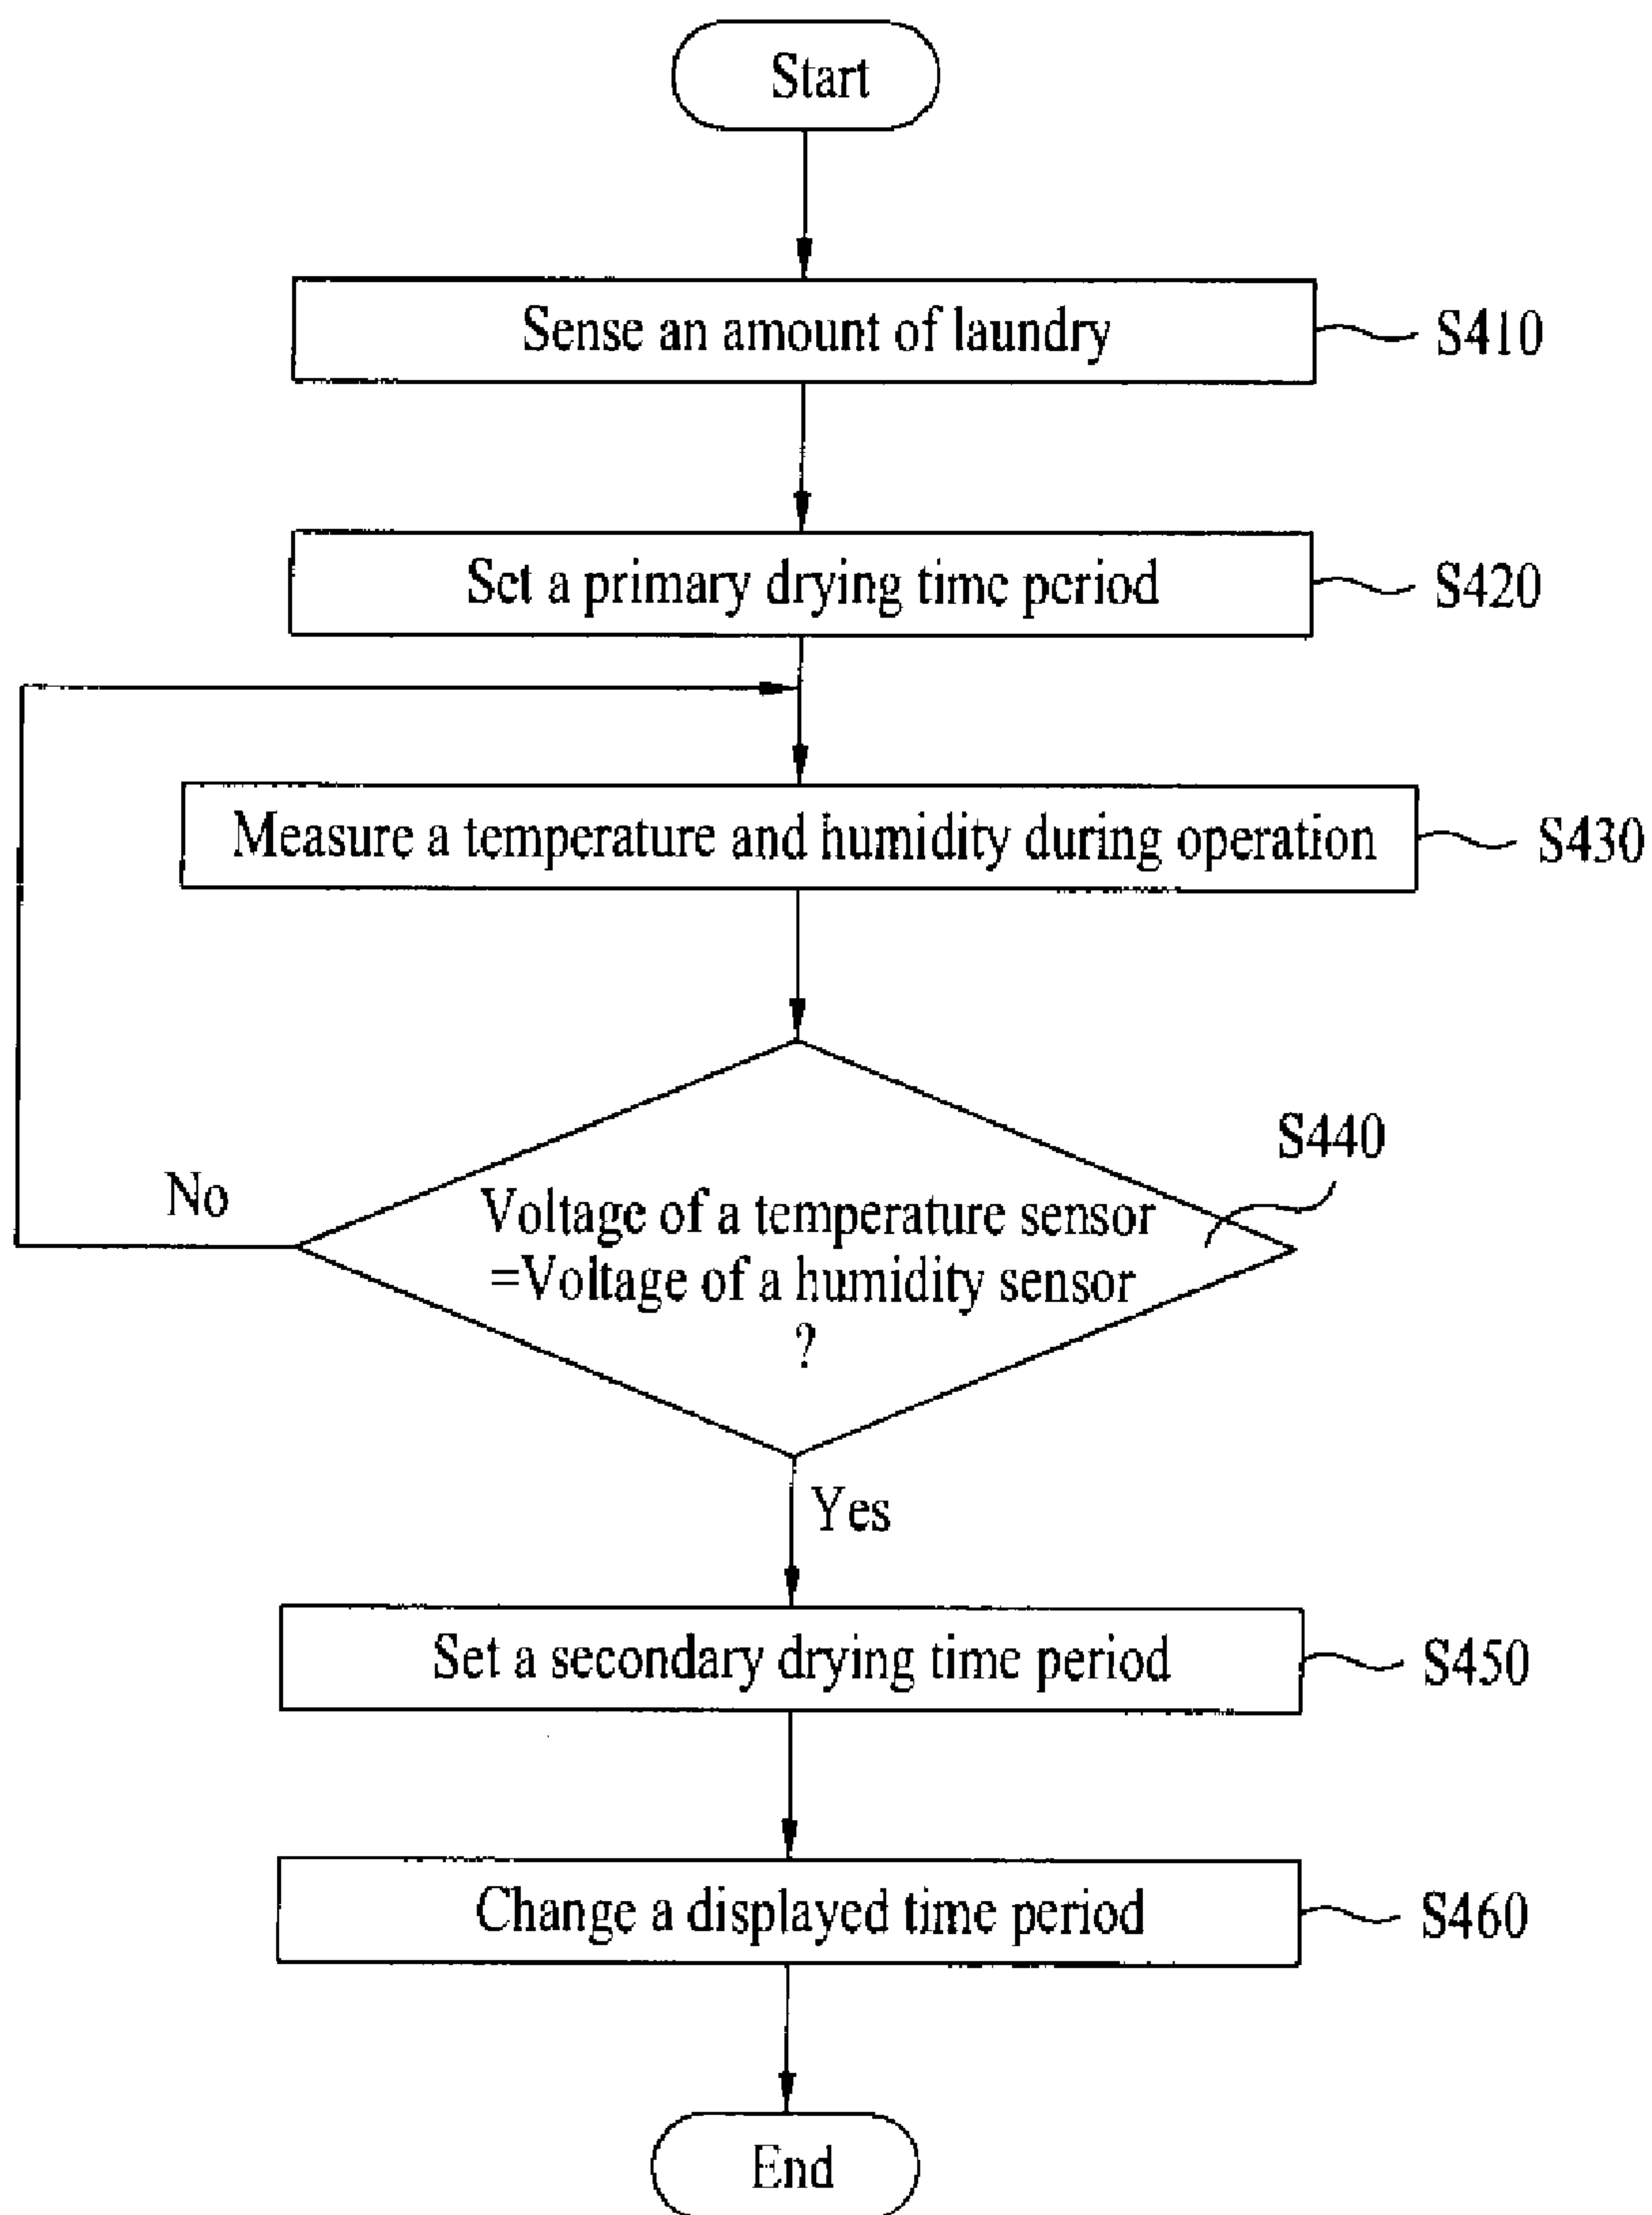 Start
Sense an amount of laundry
S410
Set a primary drying time period
S420
Measure a temperature and humidity during operation
S430
S440
No
Voltage of a temperature sensor
=Voltage of a humidity sensor
?
Yes
Set a secondary drying time period
S450
Change a displayed time period
S460
End